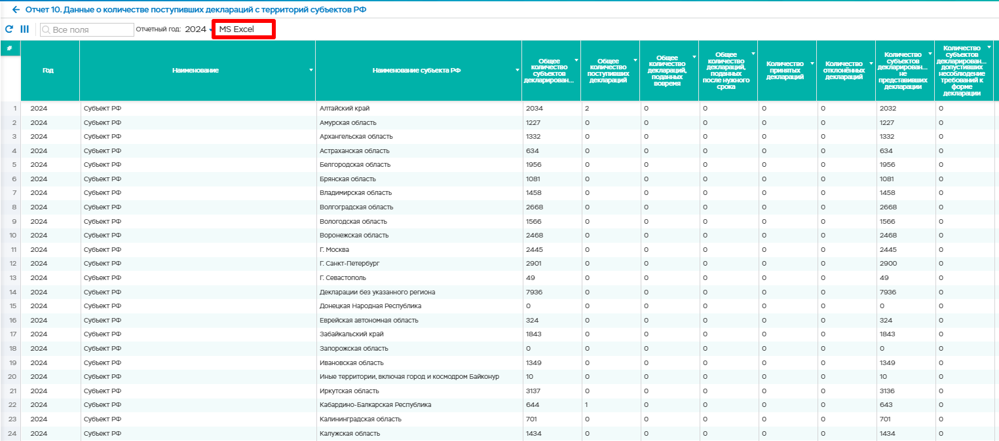 Отчет 10. Данные о количестве поступивших деклараций с территорий субъектов РФ
Все поля Отчетный год: 2024 MS Excel
# Год Наименование Наименование субъекта РФ Общее количество субъектов декларирован... Общее количество поступивших деклараций Общее количество деклараций, поданных вовремя Общее количество деклараций, поданных после нужного срока Количество принятых деклараций Количество отклонённых деклараций Количество субъектов декларирован... не представивших декларации Количество субъектов декларирован... допустивших несоблюдение требований к форме декларации
1 2024 Субъект РФ Алтайский край 2034 2 0 0 0 0 2032 0
2 2024 Субъект РФ Амурская область 1227 0 0 0 0 0 1227 0
3 2024 Субъект РФ Архангельская область 1332 0 0 0 0 0 1332 0
4 2024 Субъект РФ Астраханская область 634 0 0 0 0 0 634 0
5 2024 Субъект РФ Белгородская область 1956 0 0 0 0 0 1956 0
6 2024 Субъект РФ Брянская область 1081 0 0 0 0 0 1081 0
7 2024 Субъект РФ Владимирская область 1458 0 0 0 0 0 1458 0
8 2024 Субъект РФ Волгоградская область 2668 0 0 0 0 0 2668 0
9 2024 Субъект РФ Вологодская область 1566 0 0 0 0 0 1566 0
10 2024 Субъект РФ Воронежская область 2468 0 0 0 0 0 2468 0
11 2024 Субъект РФ Г. Москва 2445 0 0 0 0 0 2445 0
12 2024 Субъект РФ Г. Санкт-Петербург 2901 0 0 0 0 0 2900 0
13 2024 Субъект РФ Г. Севастополь 49 0 0 0 0 0 49 0
14 2024 Субъект РФ Декларации без указанного региона 7936 0 0 0 0 0 7936 0
15 2024 Субъект РФ Донецкая Народная Республика 0 0 0 0 0 0 0 0
16 2024 Субъект РФ Еврейская автономная область 324 0 0 0 0 0 324 0
17 2024 Субъект РФ Забайкальский край 1843 0 0 0 0 0 1843 0
18 2024 Субъект РФ Запорожская область 0 0 0 0 0 0 0 0
19 2024 Субъект РФ Ивановская область 1349 0 0 0 0 0 1349 0
20 2024 Субъект РФ Иные территории, включая город и космодром Байконур 10 0 0 0 0 0 10 0
21 2024 Субъект РФ Иркутская область 3137 0 0 0 0 0 3136 0
22 2024 Субъект РФ Кабардино-Балкарская Республика 644 1 0 0 0 0 643 0
23 2024 Субъект РФ Калининградская область 701 0 0 0 0 0 701 0
24 2024 Субъект РФ Калужская область 1434 0 0 0 0 0 1434 0